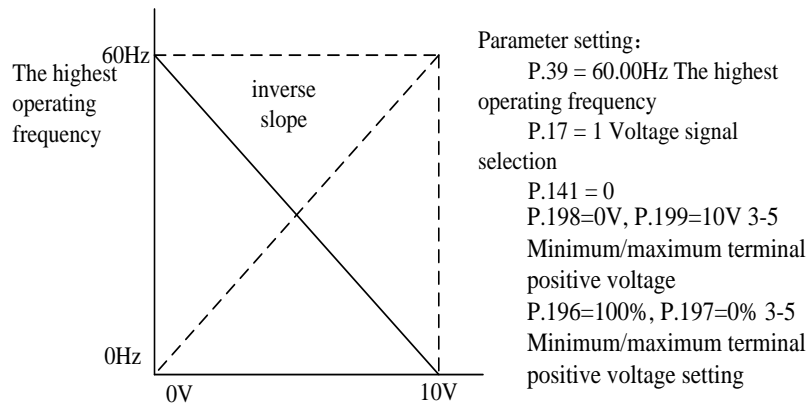 60Hz
The highest
operating
frequency
inverse
slope
0Hz
0V
10V
Parameter setting：
P.39 = 60.00Hz The highest
operating frequency
P.17 = 1 Voltage signal
selection
P.141 = 0
P.198=0V, P.199=10V 3-5
Minimum/maximum terminal
positive voltage
P.196=100%, P.197=0% 3-5
Minimum/maximum terminal
positive voltage setting